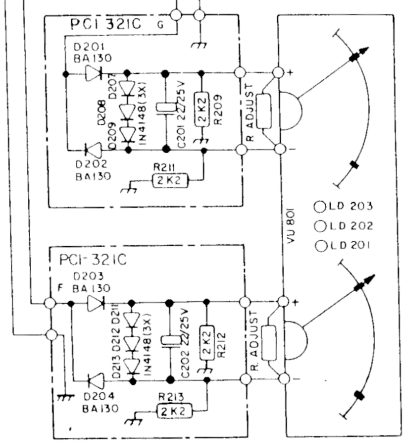 PCI 321C G
D201
BA130
D207
D208
D209
1N4148(3X)
C201 22/25V
2K2
R209
R. ADJUST
+
−
D202
BA130
R211
2K2
VU 801
LD 203
LD 202
LD 201
PCI-321C
D203
F BA130
D211
D212
D213
1N4148(3X)
C202 22/25V
2K2
R212
R. ADJUST
+
−
D204
BA130
R213
2K2